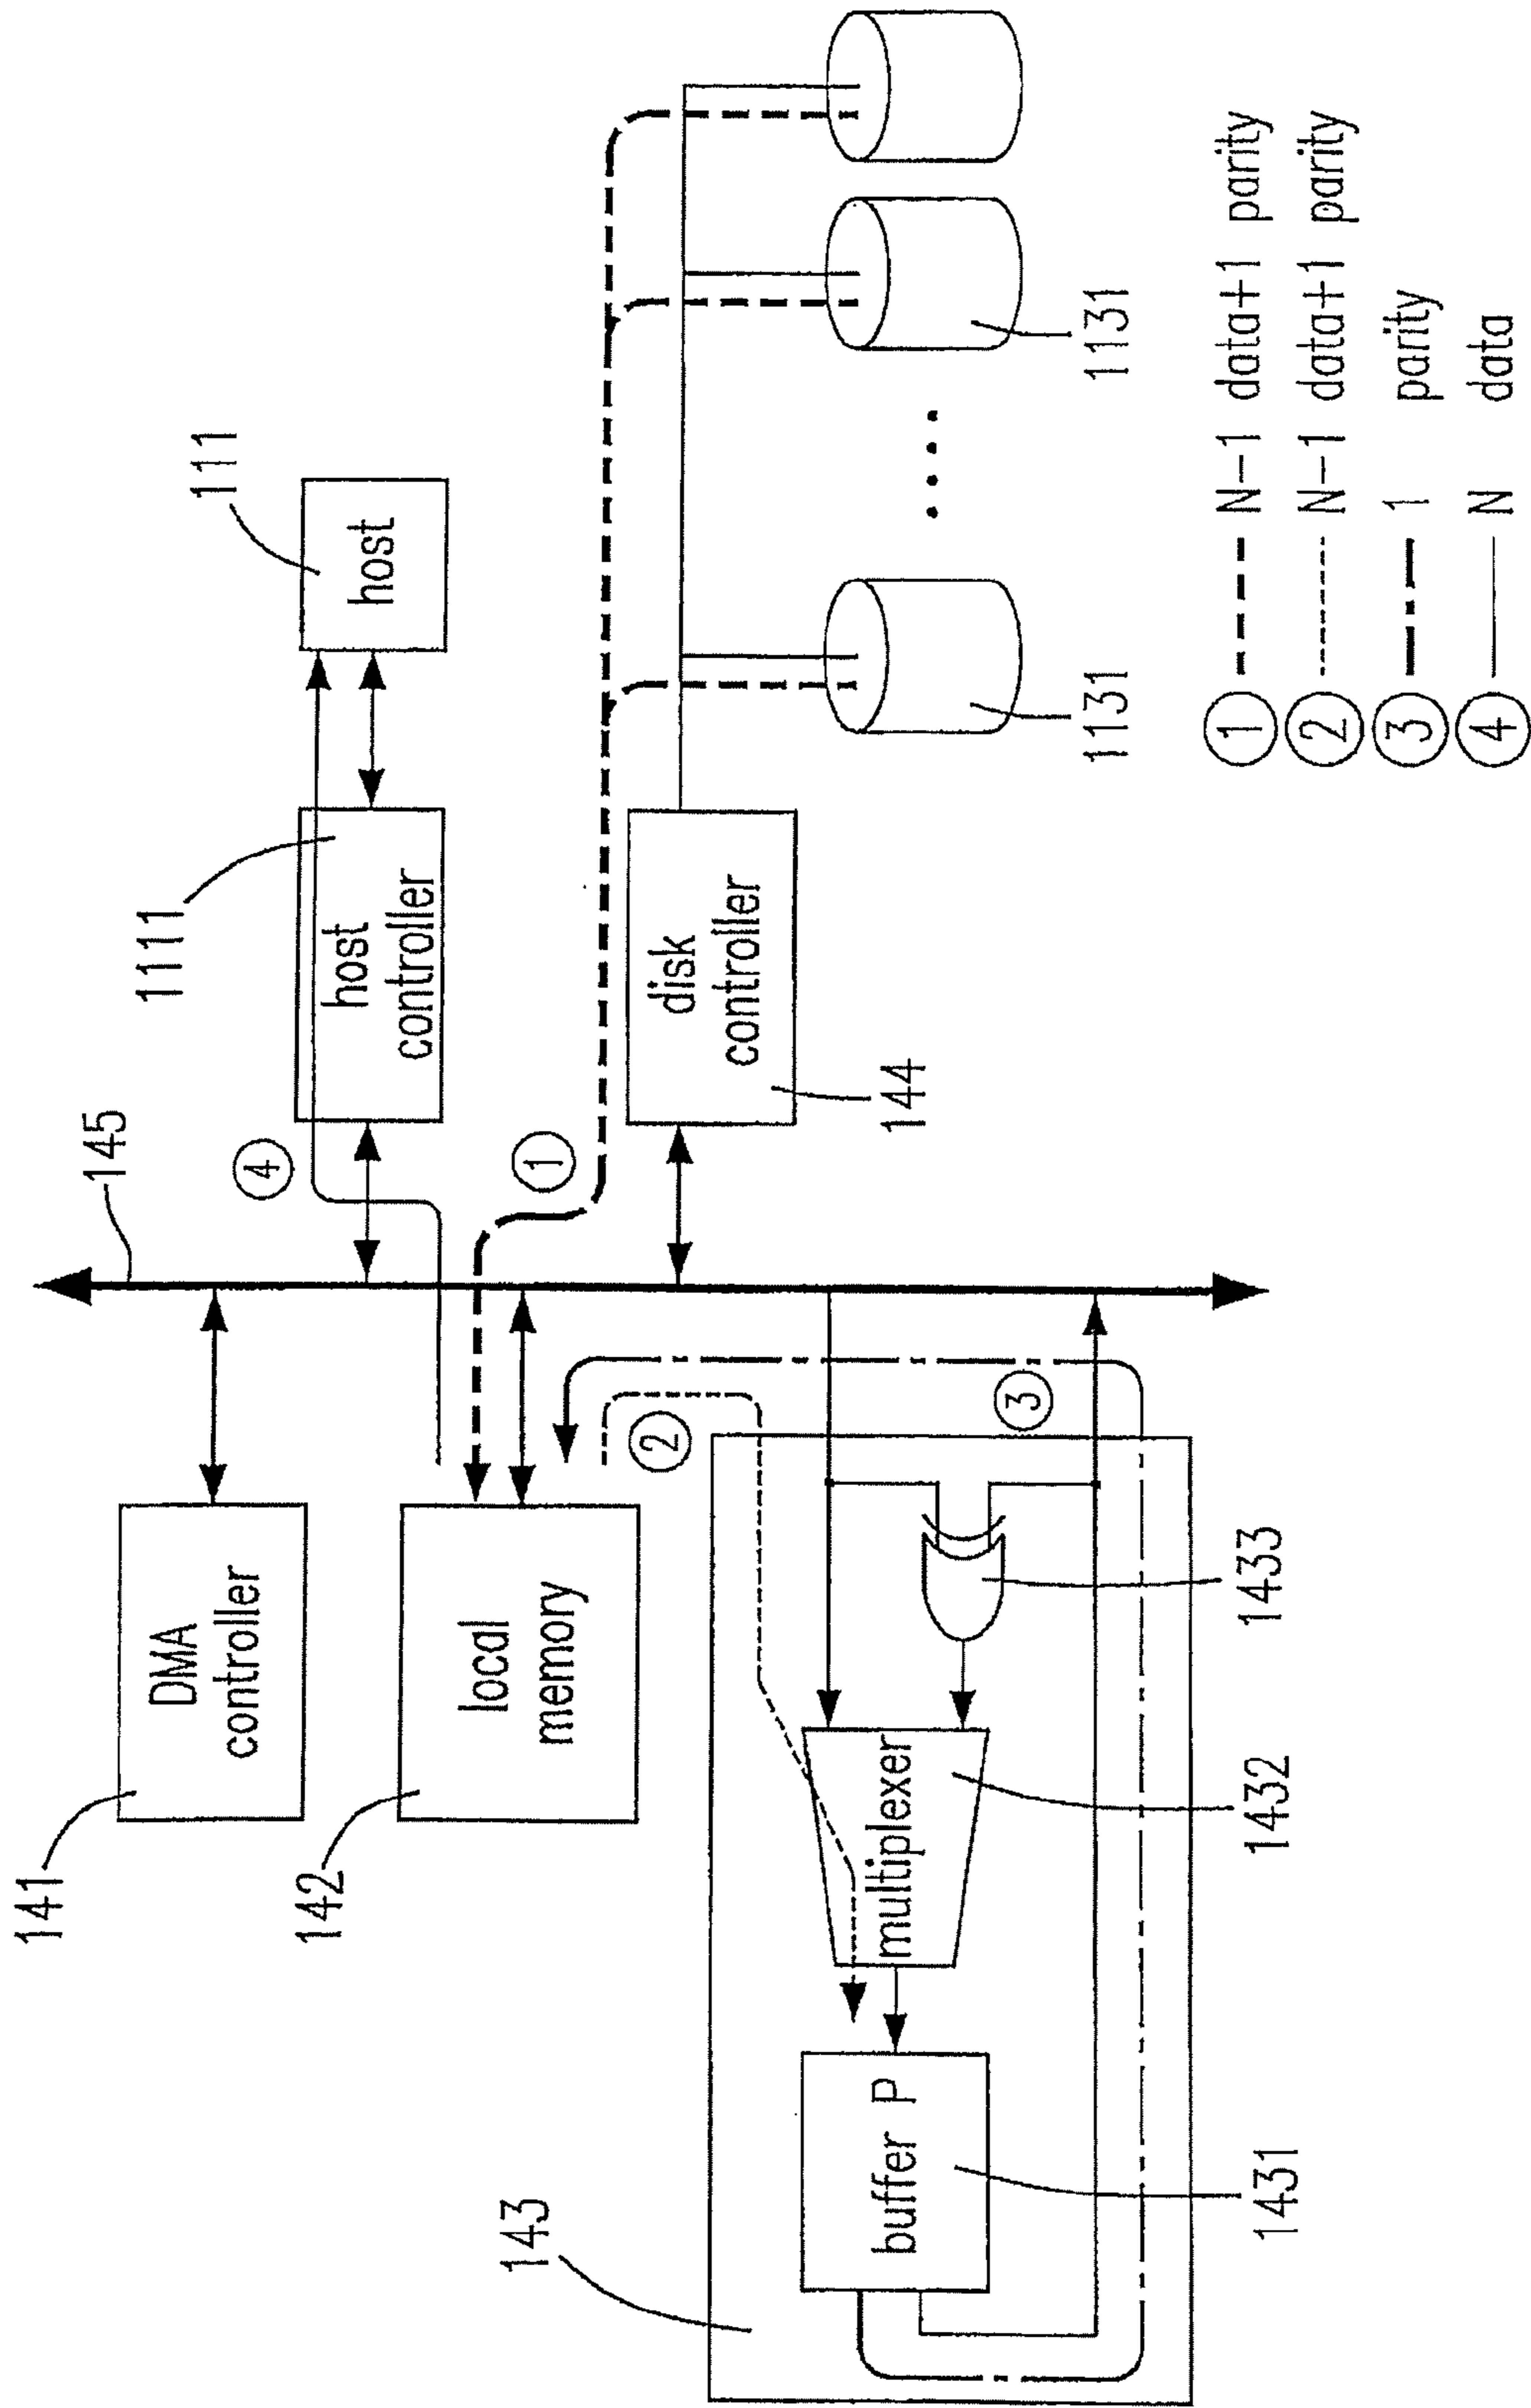 141
DMA
controller
145
142
local
memory
4
1111
host
controller
111
host
1
2
144
disk
controller
1131
1131
143
buffer P
1431
multiplexer
1432
1433
3
1 N-1 data+1 parity
2 N-1 data+1 parity
3 1 parity
4 N data